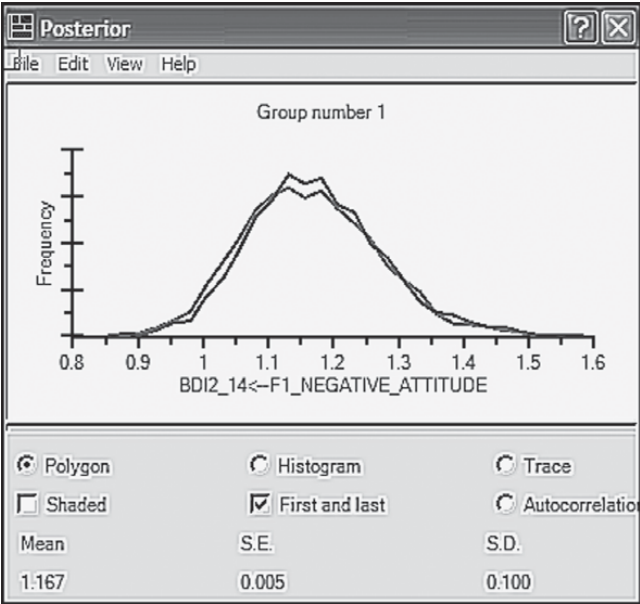 Posterior
File Edit View Help
Group number 1
Frequency
0.8 0.9 1 1.1 1.2 1.3 1.4 1.5 1.6
BDI2_14<--F1_NEGATIVE_ATTITUDE
Polygon Histogram Trace
Shaded First and last Autocorrelatio
Mean S.E. S.D.
1.167 0.005 0.100